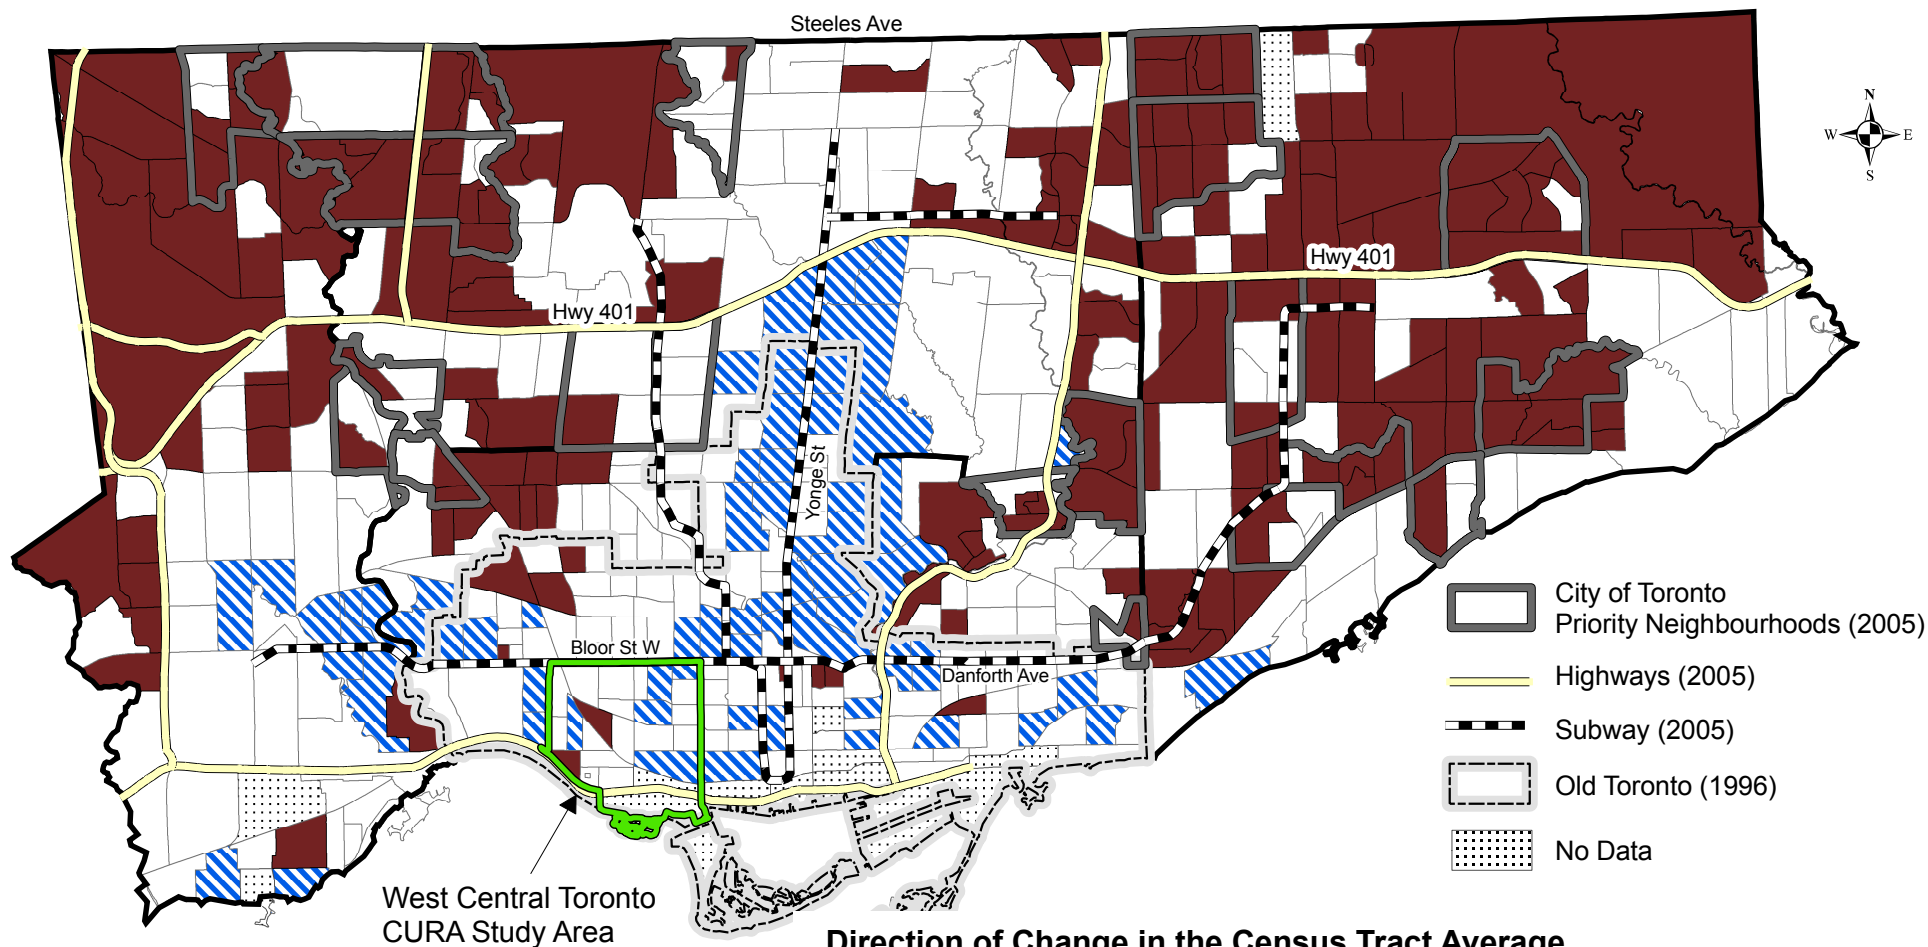 Steeles Ave
N
W
E
S
Hwy 401
Hwy 401
Yonge St
Bloor St W
Danforth Ave
City of Toronto
Priority Neighbourhoods (2005)
Highways (2005)
Subway (2005)
Old Toronto (1996)
No Data
West Central Toronto
CURA Study Area
Direction of Change in the Census Tract Average